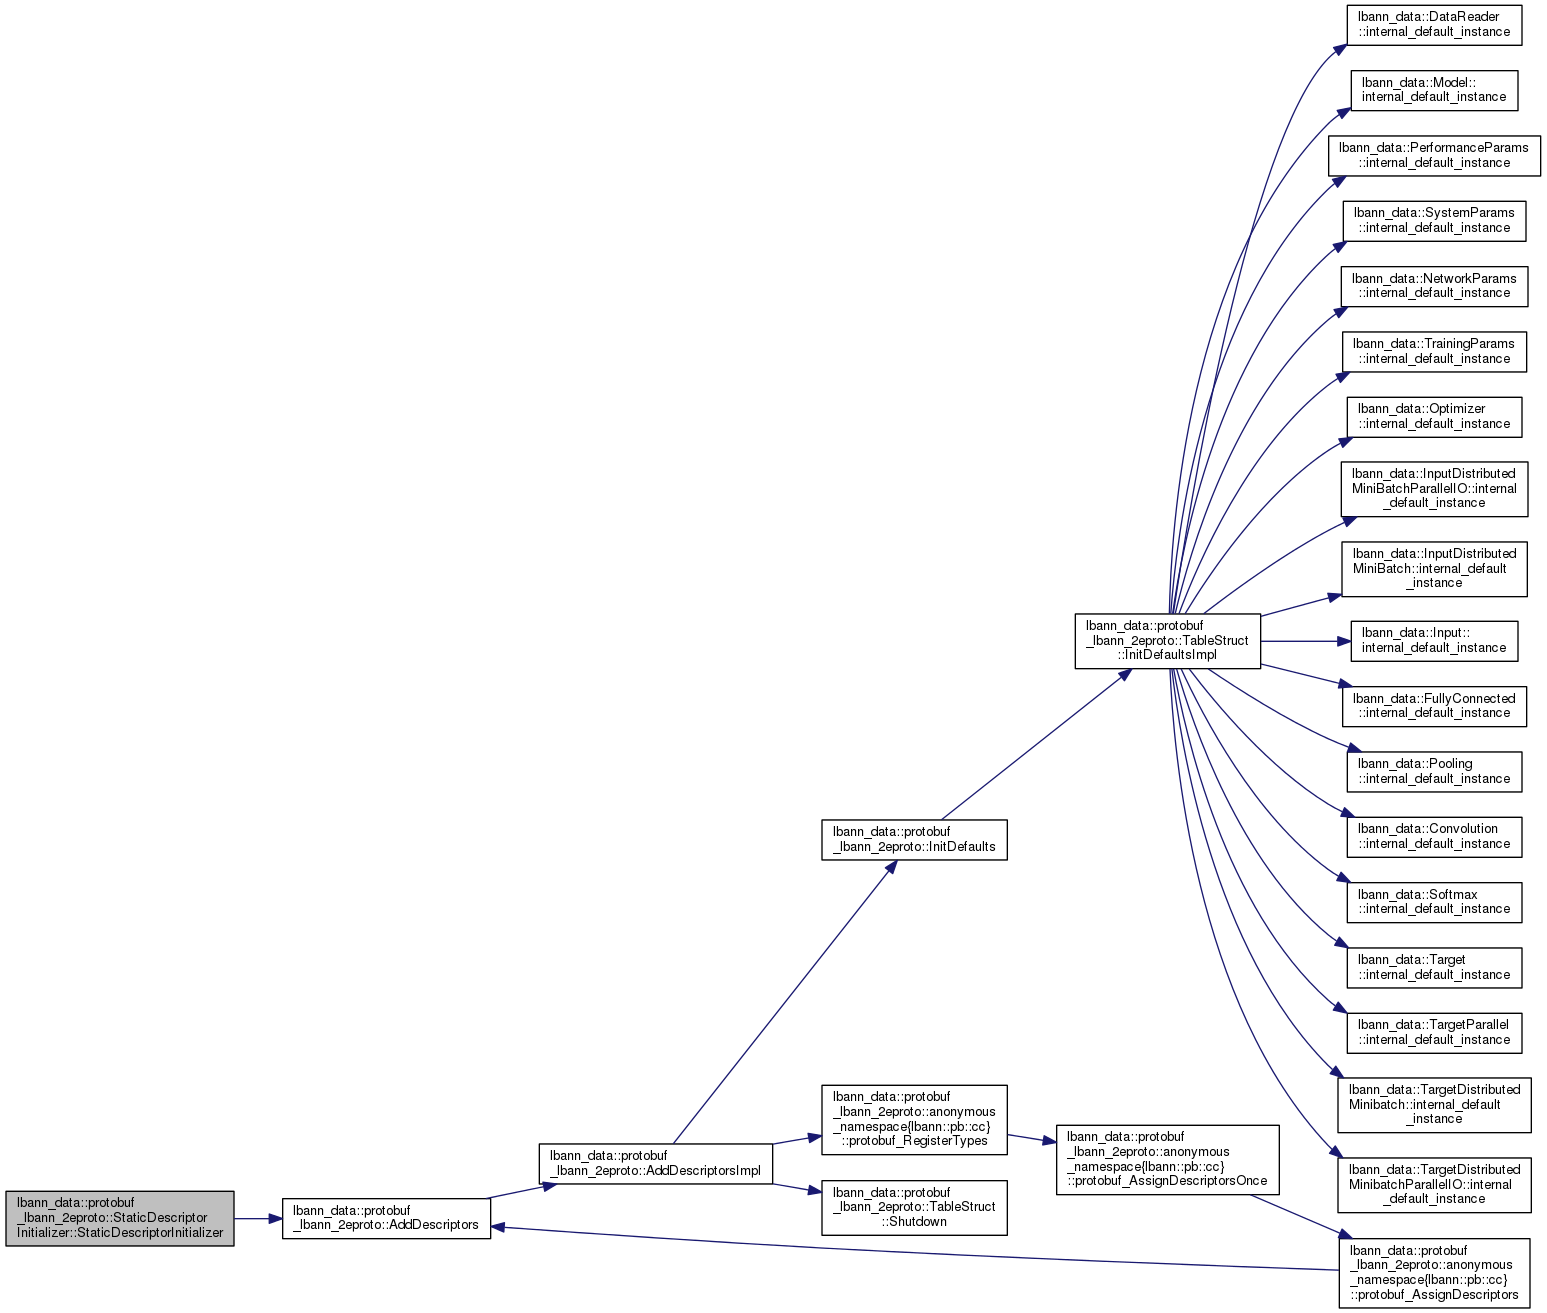 lbann_data::DataReader
::internal_default_instance
lbann_data::Model::
internal_default_instance
lbann_data::PerformanceParams
::internal_default_instance
lbann_data::SystemParams
::internal_default_instance
lbann_data::NetworkParams
::internal_default_instance
lbann_data::TrainingParams
::internal_default_instance
lbann_data::Optimizer
::internal_default_instance
lbann_data::InputDistributed
MiniBatchParallelIO::internal
_default_instance
lbann_data::InputDistributed
MiniBatch::internal_default
_instance
lbann_data::protobuf
_lbann_2eproto::TableStruct
::InitDefaultsImpl
lbann_data::Input::
internal_default_instance
lbann_data::FullyConnected
::internal_default_instance
lbann_data::Pooling
::internal_default_instance
lbann_data::Convolution
::internal_default_instance
lbann_data::protobuf
_lbann_2eproto::InitDefaults
lbann_data::Softmax
::internal_default_instance
lbann_data::Target
::internal_default_instance
lbann_data::TargetParallel
::internal_default_instance
lbann_data::TargetDistributed
Minibatch::internal_default
_instance
lbann_data::protobuf
_lbann_2eproto::anonymous
_namespace{lbann::pb::cc}
::protobuf_RegisterTypes
lbann_data::protobuf
_lbann_2eproto::anonymous
_namespace{lbann::pb::cc}
::protobuf_AssignDescriptorsOnce
lbann_data::protobuf
_lbann_2eproto::AddDescriptorsImpl
lbann_data::TargetDistributed
MinibatchParallelIO::internal
_default_instance
lbann_data::protobuf
_lbann_2eproto::TableStruct
::Shutdown
lbann_data::protobuf
_lbann_2eproto::StaticDescriptor
Initializer::StaticDescriptorInitializer
lbann_data::protobuf
_lbann_2eproto::AddDescriptors
lbann_data::protobuf
_lbann_2eproto::anonymous
_namespace{lbann::pb::cc}
::protobuf_AssignDescriptors